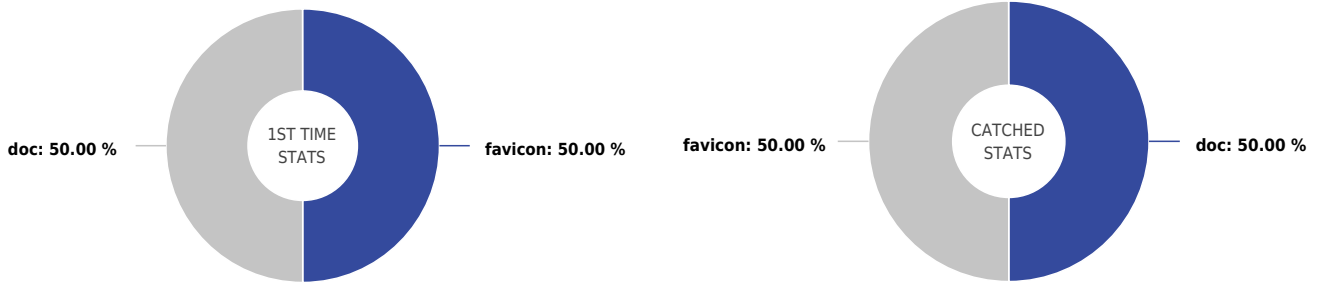 doc: 50.00 %
1ST TIME
STATS
favicon: 50.00 %
favicon: 50.00 %
CATCHED
STATS
doc: 50.00 %